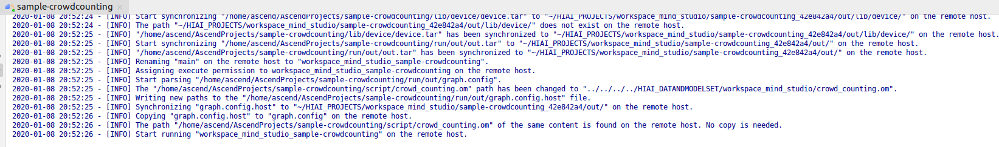 sample-crowdcounting
2020-01-08 20:52:24 - [INFO] Start synchronizing "/home/ascend/AscendProjects/sample-crowdcounting/lib/device/device.tar" to "~/HIAI_PROJECTS/workspace_mind_studio/sample-crowdcounting_42e842a4/out/lib/device/" on the remote host.
2020-01-08 20:52:24 - [INFO] The path "~/HIAI_PROJECTS/workspace_mind_studio/sample-crowdcounting_42e842a4/out/lib/device/" does not exist on the remote host.
2020-01-08 20:52:25 - [INFO] "/home/ascend/AscendProjects/sample-crowdcounting/lib/device/device.tar" has been synchronized to "~/HIAI_PROJECTS/workspace_mind_studio/sample-crowdcounting_42e842a4/out/lib/device/" on the remote host.
2020-01-08 20:52:25 - [INFO] Start synchronizing "/home/ascend/AscendProjects/sample-crowdcounting/run/out/out.tar" to "~/HIAI_PROJECTS/workspace_mind_studio/sample-crowdcounting_42e842a4/out/" on the remote host.
2020-01-08 20:52:25 - [INFO] "/home/ascend/AscendProjects/sample-crowdcounting/run/out/out.tar" has been synchronized to "~/HIAI_PROJECTS/workspace_mind_studio/sample-crowdcounting_42e842a4/out/" on the remote host.
2020-01-08 20:52:25 - [INFO] Renaming "main" on the remote host to "workspace_mind_studio_sample-crowdcounting".
2020-01-08 20:52:25 - [INFO] Assigning execute permission to workspace_mind_studio_sample-crowdcounting on the remote host.
2020-01-08 20:52:25 - [INFO] Start parsing "/home/ascend/AscendProjects/sample-crowdcounting/run/out/graph.config".
2020-01-08 20:52:25 - [INFO] The "/home/ascend/AscendProjects/sample-crowdcounting/script/crowd_counting.om" path has been changed to "../../../../HIAI_DATANDMODELSET/workspace_mind_studio/crowd_counting.om".
2020-01-08 20:52:25 - [INFO] Writing new paths to the "/home/ascend/AscendProjects/sample-crowdcounting/run/out/graph.config.host" file.
2020-01-08 20:52:25 - [INFO] Synchronizing "graph.config.host" to "~/HIAI_PROJECTS/workspace_mind_studio/sample-crowdcounting_42e842a4/out/" on the remote host.
2020-01-08 20:52:26 - [INFO] Copying "graph.config.host" to "graph.config" on the remote host.
2020-01-08 20:52:26 - [INFO] The path "/home/ascend/AscendProjects/sample-crowdcounting/script/crowd_counting.om" of the same content is found on the remote host. No copy is needed.
2020-01-08 20:52:26 - [INFO] Start running "workspace_mind_studio_sample-crowdcounting" on the remote host.